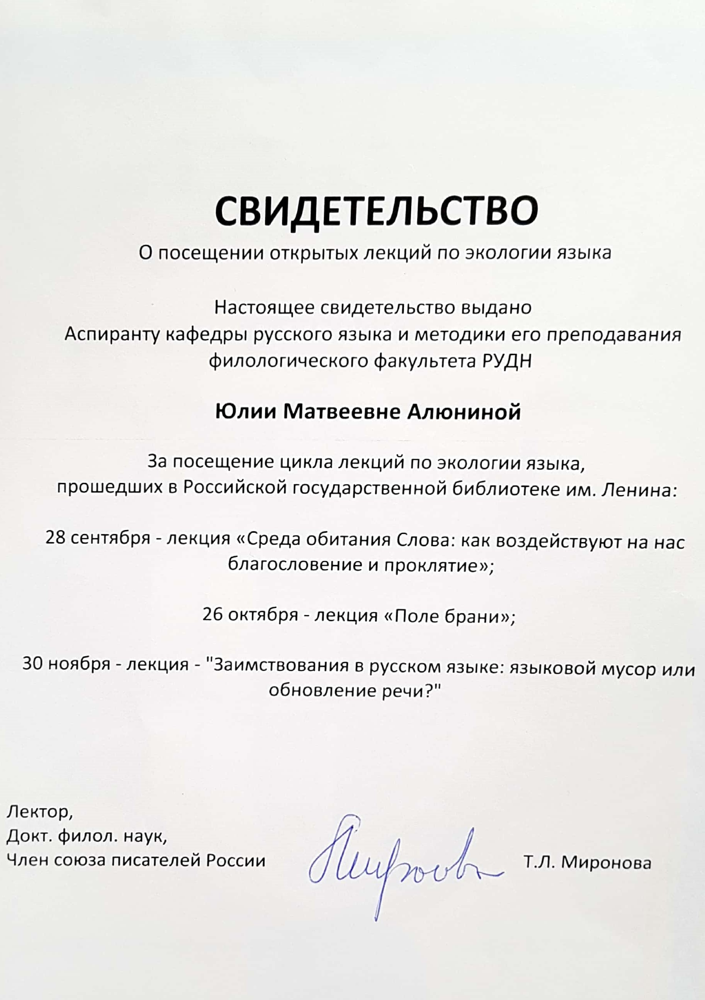 СВИДЕТЕЛЬСТВО
О посещении открытых лекций по экологии языка
Настоящее свидетельство выдано
Аспиранту кафедры русского языка и методики его преподавания
филологического факультета РУДН
Юлии Матвеевне Алюниной
За посещение цикла лекций по экологии языка,
прошедших в Российской государственной библиотеке им. Ленина:
28 сентября - лекция «Среда обитания Слова: как воздействуют на нас
благословение и проклятие»;
26 октября - лекция «Поле брани»;
30 ноября - лекция - "Заимствования в русском языке: языковой мусор или
обновление речи?"
Лектор,
Докт. филол. наук,
Член союза писателей России
Т.Л. Миронова